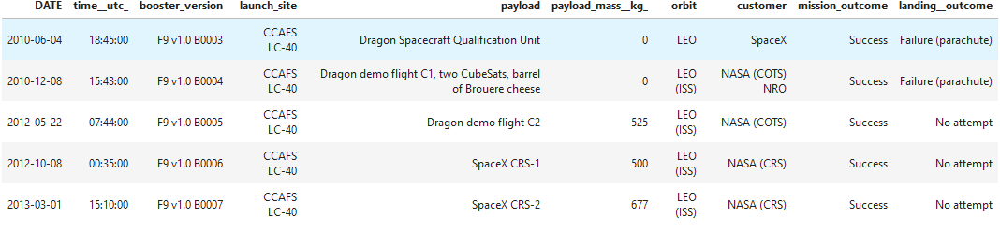 DATE time__utc_ booster_version launch_site payload payload_mass__kg_ orbit customer mission_outcome landing__outcome
2010-06-04 18:45:00 F9 v1.0 B0003 CCAFS LC-40 Dragon Spacecraft Qualification Unit 0 LEO SpaceX Success Failure (parachute)
2010-12-08 15:43:00 F9 v1.0 B0004 CCAFS LC-40 Dragon demo flight C1, two CubeSats, barrel of Brouere cheese 0 LEO (ISS) NASA (COTS) NRO Success Failure (parachute)
2012-05-22 07:44:00 F9 v1.0 B0005 CCAFS LC-40 Dragon demo flight C2 525 LEO (ISS) NASA (COTS) Success No attempt
2012-10-08 00:35:00 F9 v1.0 B0006 CCAFS LC-40 SpaceX CRS-1 500 LEO (ISS) NASA (CRS) Success No attempt
2013-03-01 15:10:00 F9 v1.0 B0007 CCAFS LC-40 SpaceX CRS-2 677 LEO (ISS) NASA (CRS) Success No attempt